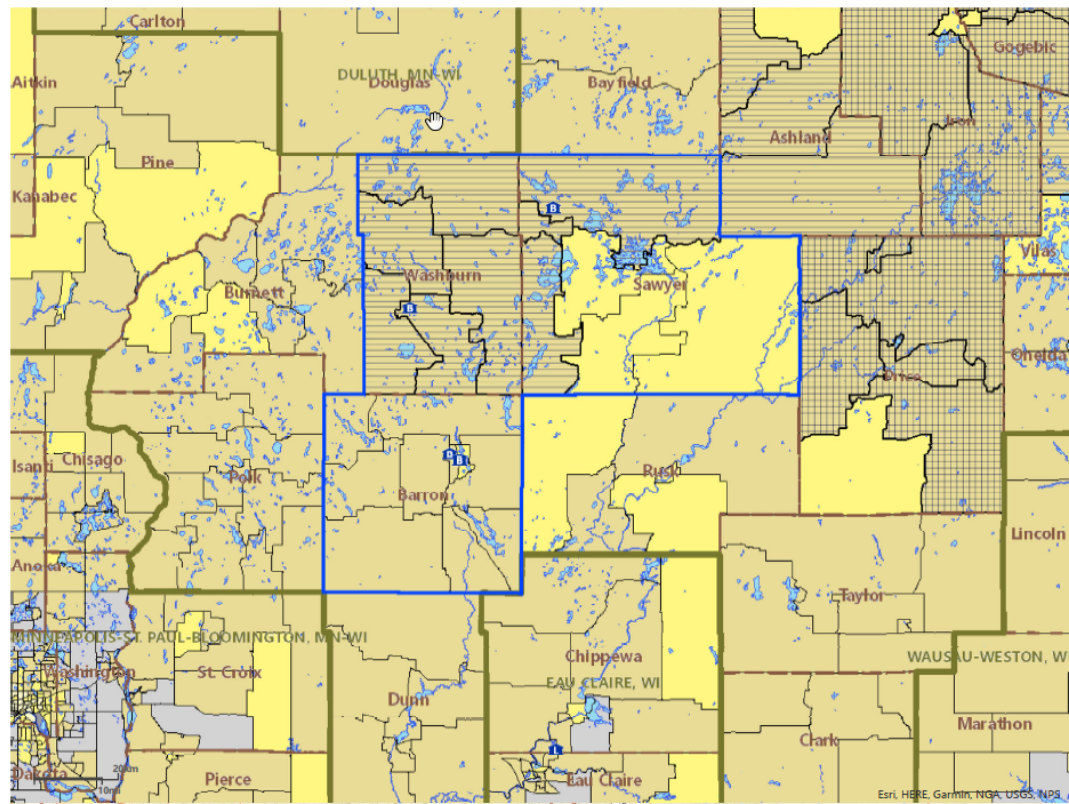 Carlton
Gogebic
Aitkin
DULUTH, MN-WI
Douglas
Bayfield
Iron
Ashland
Pine
Kanabec
B
Vilas
Washburn
Sawyer
Burnett
B
Oneida
Price
Isanti
Chisago
Polk
B
B
Rusk
Barron
Lincoln
Anoka
Taylor
MINNEAPOLIS-ST. PAUL-BLOOMINGTON, MN-WI
Chippewa
WAUSAU-WESTON, W
Washington
St. Croix
EAU CLAIRE, WI
Dunn
Marathon
Clark
L
Dakota
20km
10mi
Pierce
Eau Claire
Esri, HERE, Garmin, NGA, USGS, NPS